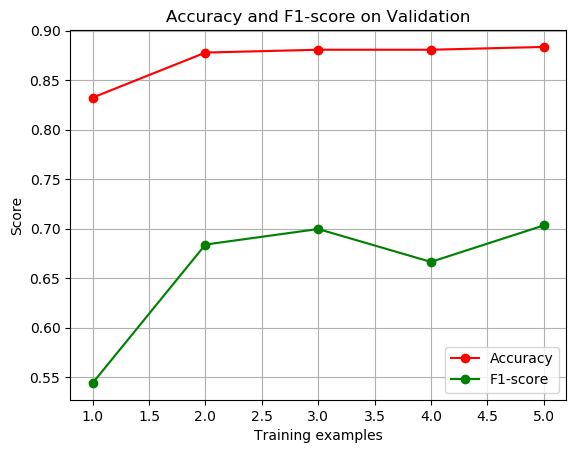 Accuracy and F1-score on Validation
0.90
0.85
0.80
0.75
0.70
0.65
0.60
0.55
Score
Accuracy
F1-score
1.0 1.5 2.0 2.5 3.0 3.5 4.0 4.5 5.0
Training examples